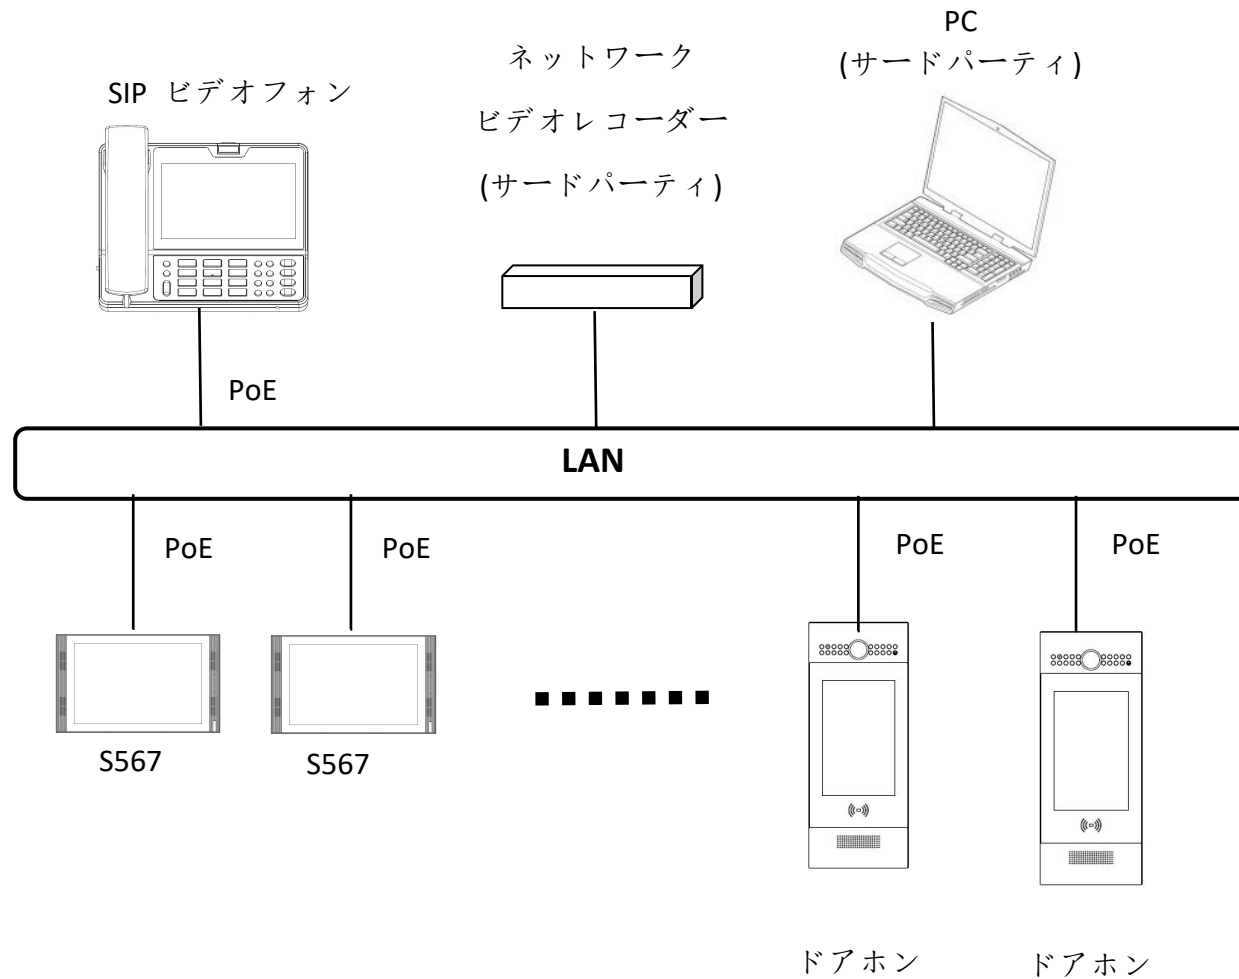 SIP ビデオフォン
ネットワーク
ビデオレコーダー
(サードパーティ)
PC
(サードパーティ)
PoE
LAN
PoE
PoE
PoE
PoE
S567
S567
ドアホン
ドアホン